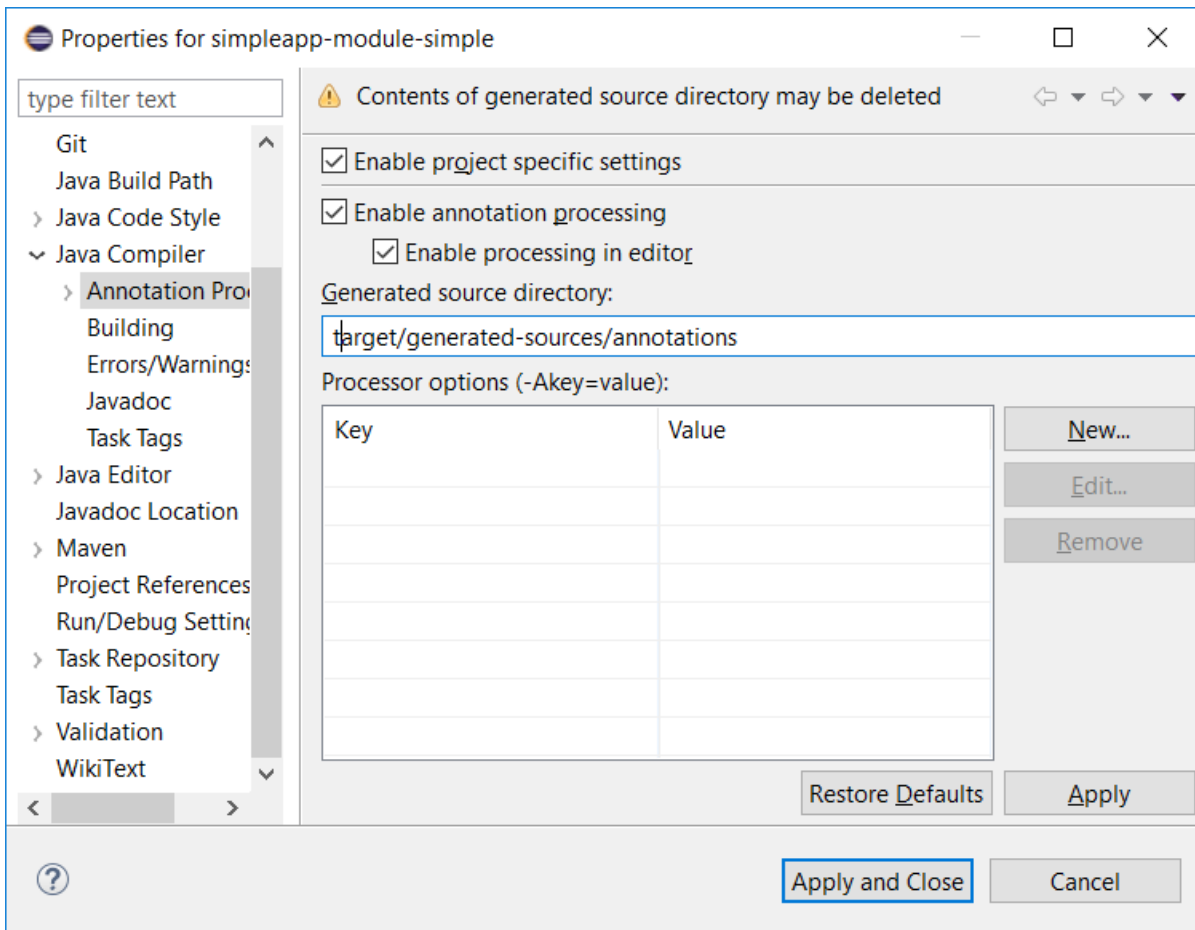 Properties for simpleapp-module-simple
type filter text
Git
Java Build Path
Java Code Style
Java Compiler
Annotation Pro
Building
Errors/Warnings
Javadoc
Task Tags
Java Editor
Javadoc Location
Maven
Project References
Run/Debug Setting
Task Repository
Task Tags
Validation
WikiText
Contents of generated source directory may be deleted
Enable project specific settings
Enable annotation processing
Enable processing in editor
Generated source directory:
target/generated-sources/annotations
Processor options (-Akey=value):
Key Value
New...
Edit...
Remove
Restore Defaults Apply
? Apply and Close Cancel